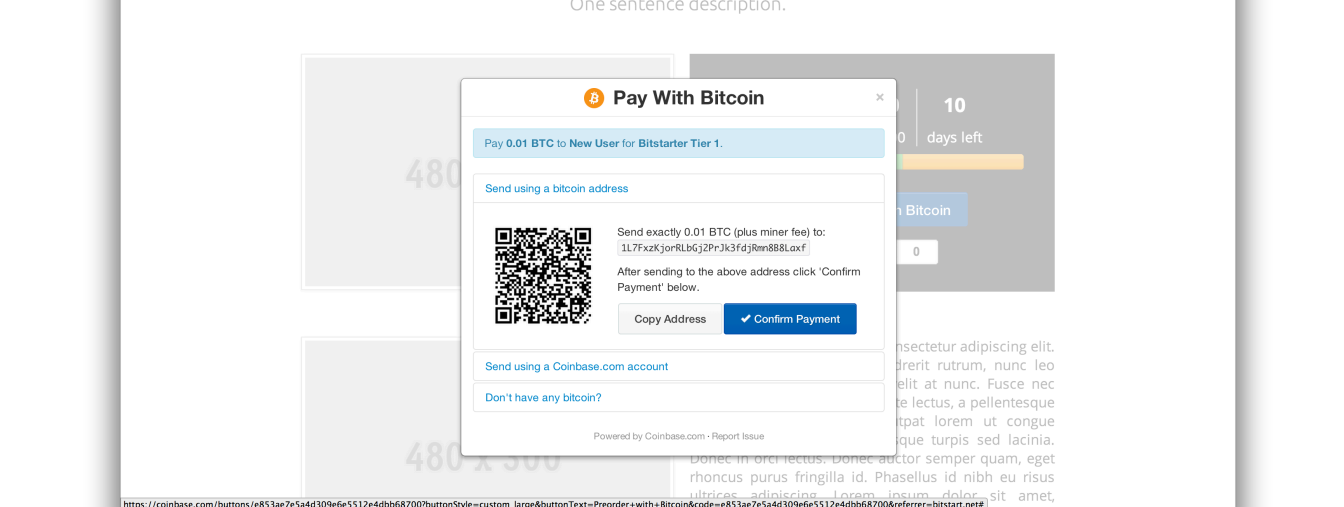 One sentence description.
Pay With Bitcoin
×
Pay 0.01 BTC to New User for Bitstarter Tier 1.
Send using a bitcoin address
Send exactly 0.01 BTC (plus miner fee) to:
1L7FxzKjorRLbGj2PrJk3fdjRmn8B8Laxf
After sending to the above address click 'Confirm
Payment' below.
Copy Address
Confirm Payment
Send using a Coinbase.com account
Don't have any bitcoin?
Powered by Coinbase.com · Report Issue
480
10
0
days left
Bitcoin
0
480 x 300
nsectetur adipiscing elit.
drerit rutrum, nunc leo
elit at nunc. Fusce nec
te lectus, a pellentesque
tpat lorem ut congue
sque turpis sed lacinia.
Donec in orci lectus. Donec auctor semper quam, eget
rhoncus purus fringilla id. Phasellus id nibh eu risus
ultrices adipiscing. Lorem ipsum dolor sit amet,
https://coinbase.com/buttons/e853ae7e5a4d309e6e5512e4dbb68700?buttonStyle=custom_large&buttonText=Preorder+with+Bitcoin&code=e853ae7e5a4d309e6e5512e4dbb68700&referrer=bitstart.net#